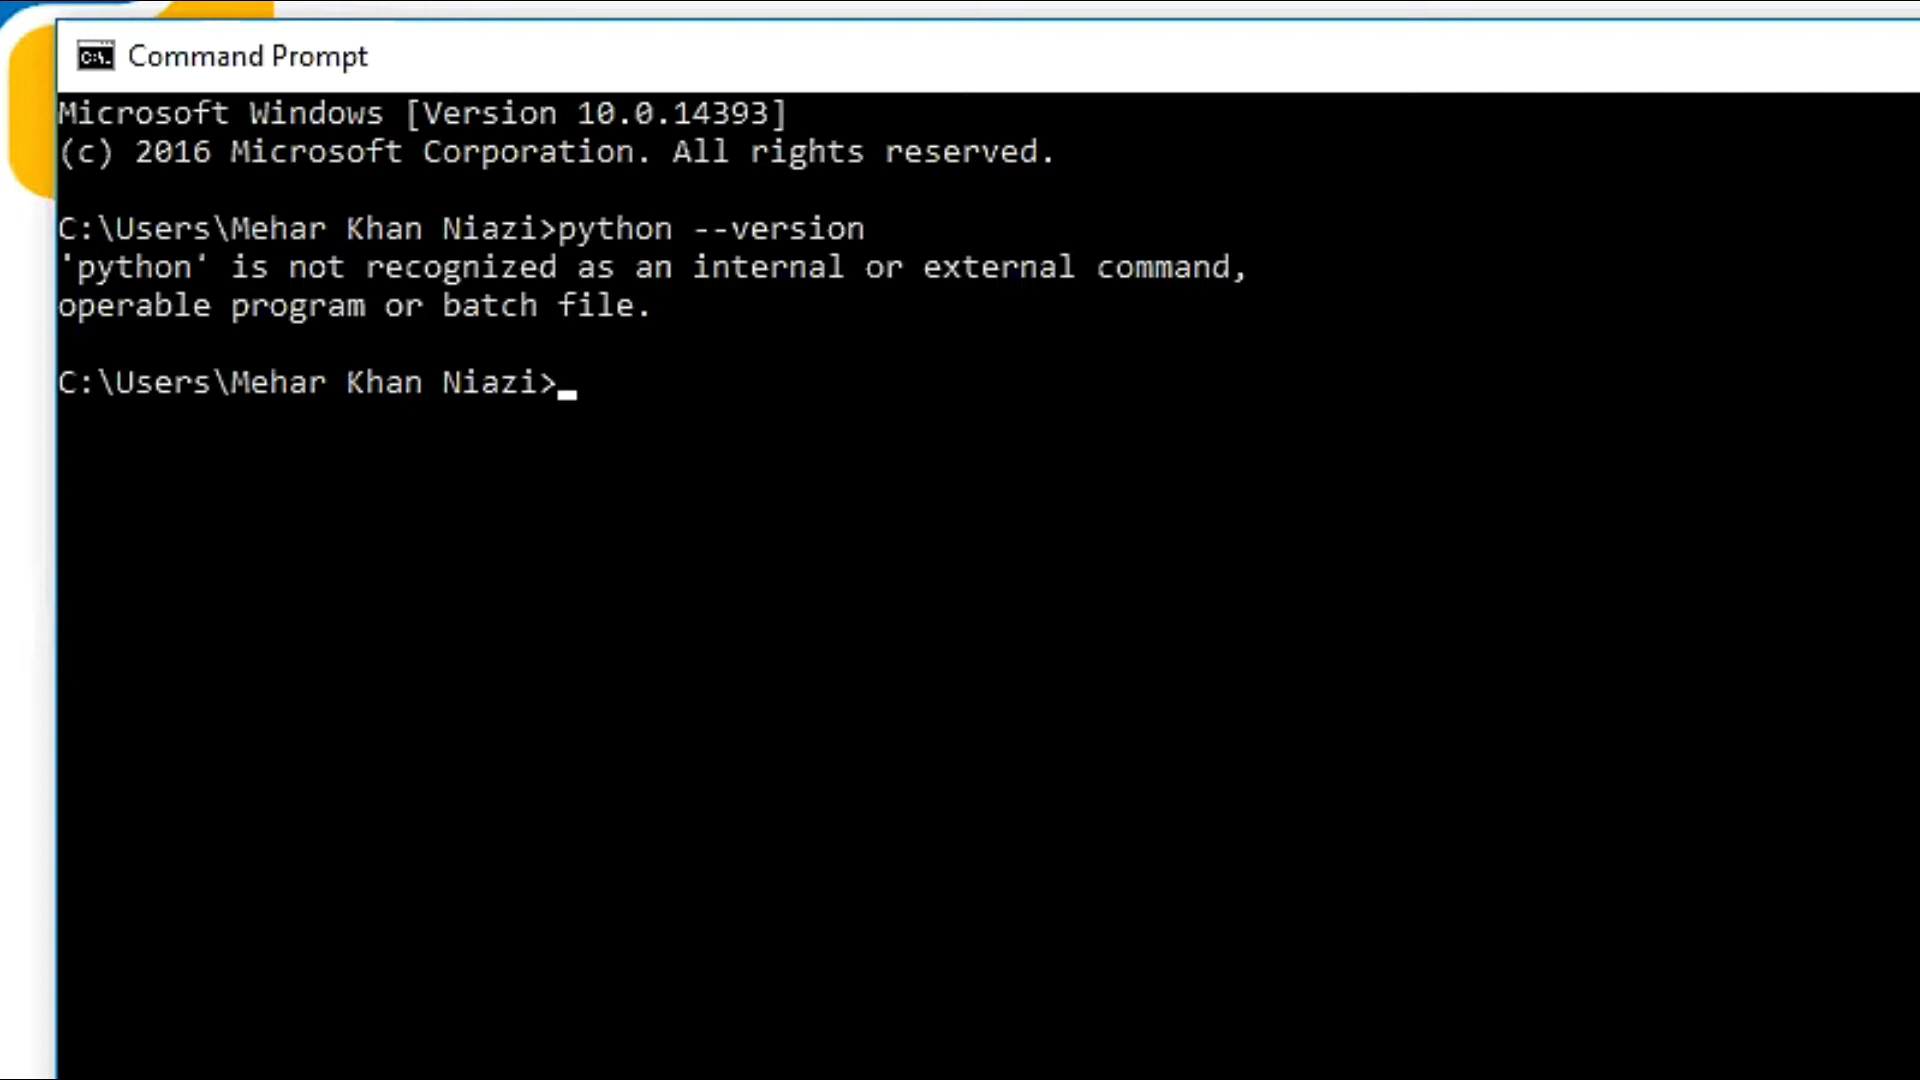 Command Prompt
Microsoft Windows [Version 10.0.14393]
(c) 2016 Microsoft Corporation. All rights reserved.
C:\Users\Mehar Khan Niazi>python --version
'python' is not recognized as an internal or external command,
operable program or batch file.
C:\Users\Mehar Khan Niazi>